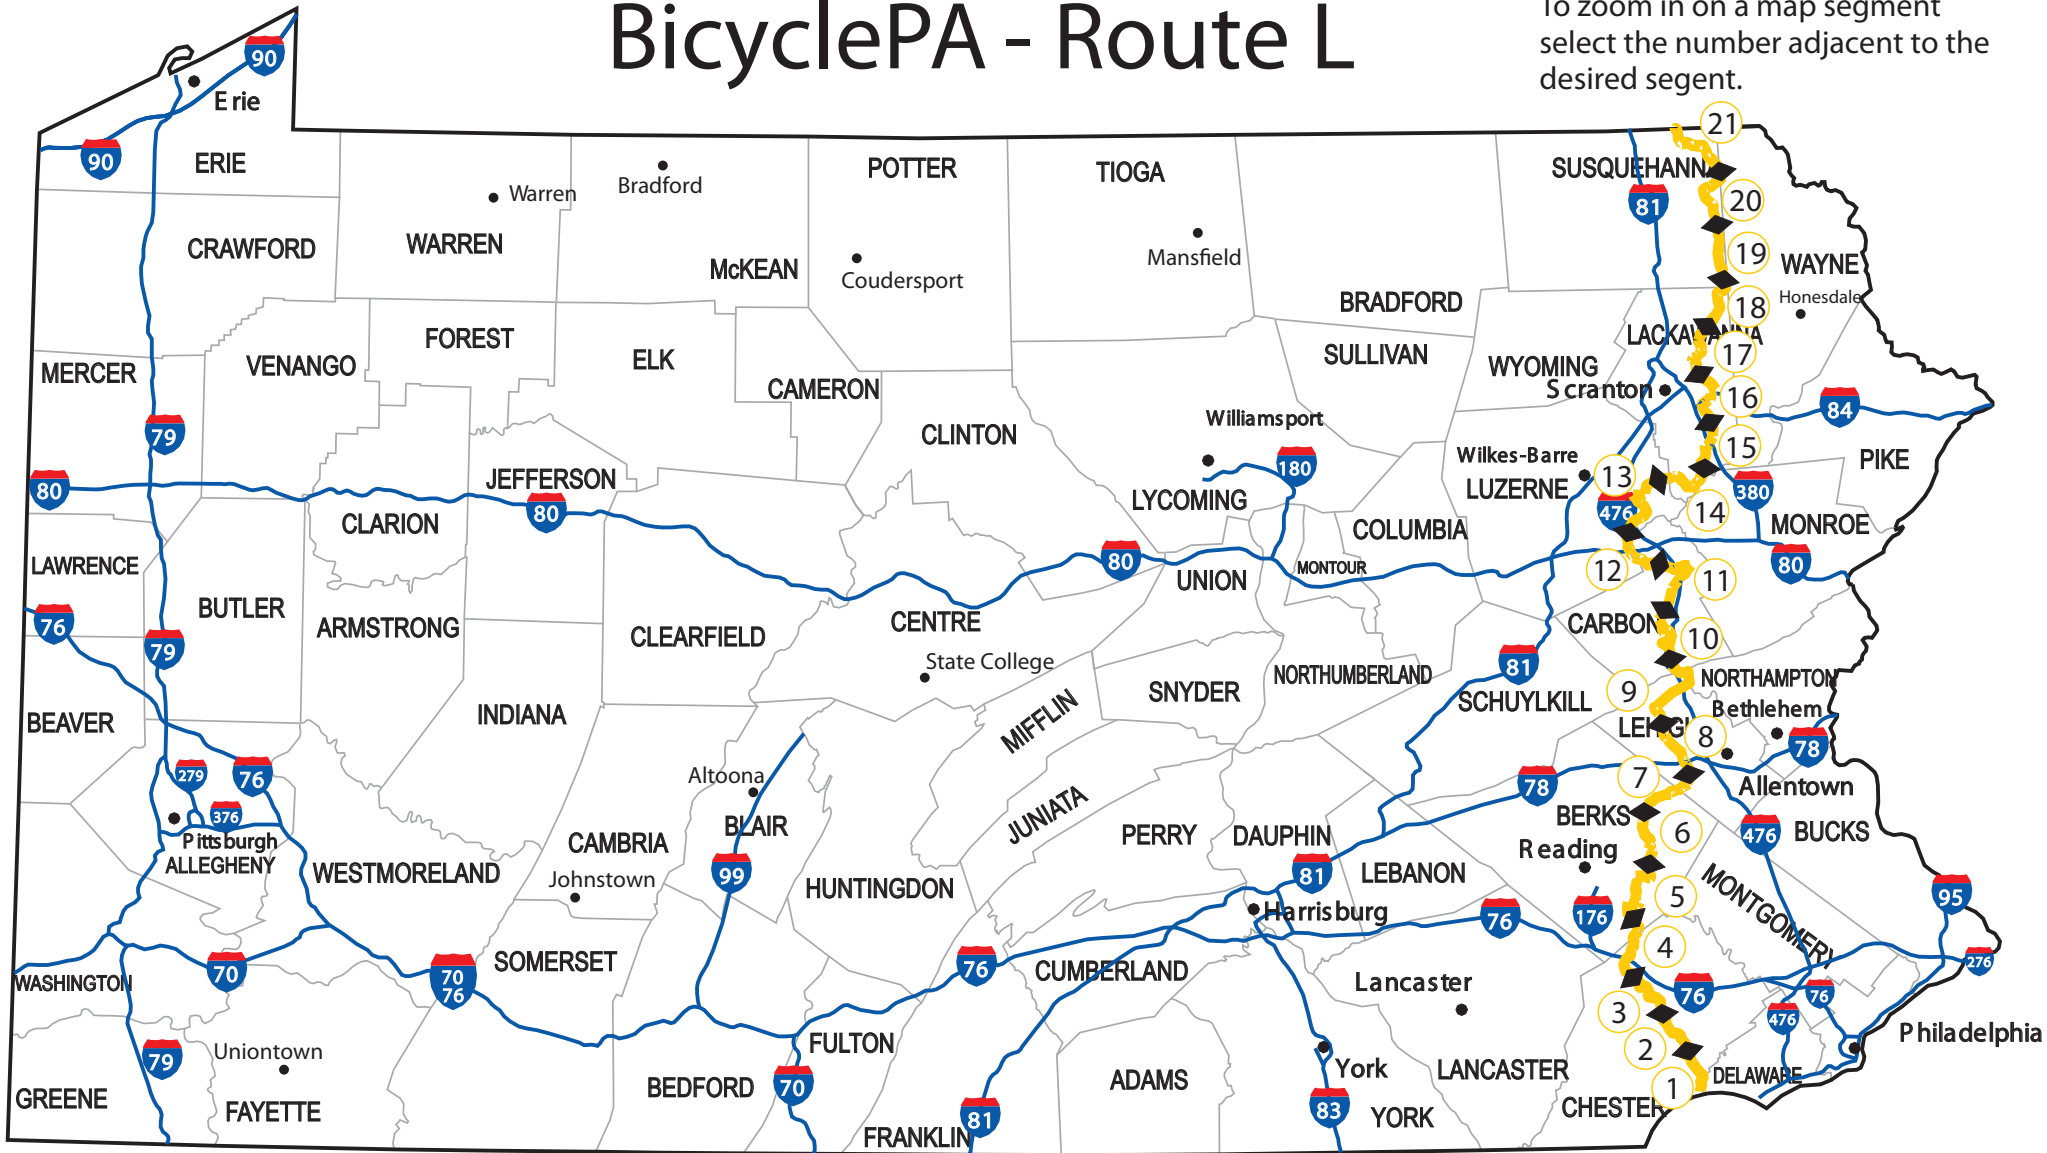 BicyclePA - Route L
To zoom in on a map segment
select the number adjacent to the
desired segent.
90
Erie
21
90
ERIE
POTTER
TIOGA
SUSQUEHANNA
Bradford
Warren
81
20
CRAWFORD
WARREN
McKEAN
Coudersport
Mansfield
19
WAYNE
Honesdale
BRADFORD
18
FOREST
LACKAWANNA
MERCER
VENANGO
ELK
SULLIVAN
WYOMING
17
CAMERON
Scranton
16
84
79
CLINTON
Williamsport
15
80
JEFFERSON
180
Wilkes-Barre
13
PIKE
80
LYCOMING
LUZERNE
476
380
14
CLARION
COLUMBIA
MONROE
LAWRENCE
80
UNION
MONTOUR
12
11
80
76
BUTLER
ARMSTRONG
CLEARFIELD
CENTRE
CARBON
10
79
State College
81
NORTHUMBERLAND
NORTHAMPTON
BEAVER
INDIANA
MIFFLIN
SNYDER
SCHUYLKILL
9
Bethlehem
LEHIGH
8
78
279
76
Altoona
78
7
Allentown
376
Pittsburgh
ALLEGHENY
BLAIR
JUNIATA
PERRY
DAUPHIN
BERKS
6
476
BUCKS
CAMBRIA
Reading
WESTMORELAND
Johnstown
99
HUNTINGDON
81
LEBANON
MONTGOMERY
5
95
Harrisburg
76
176
4
WASHINGTON
70
70
76
SOMERSET
76
CUMBERLAND
Lancaster
276
76
76
3
476
79
Uniontown
FULTON
Philadelphia
2
GREENE
FAYETTE
BEDFORD
70
ADAMS
York
LANCASTER
1
DELAWARE
81
83
YORK
CHESTER
FRANKLIN